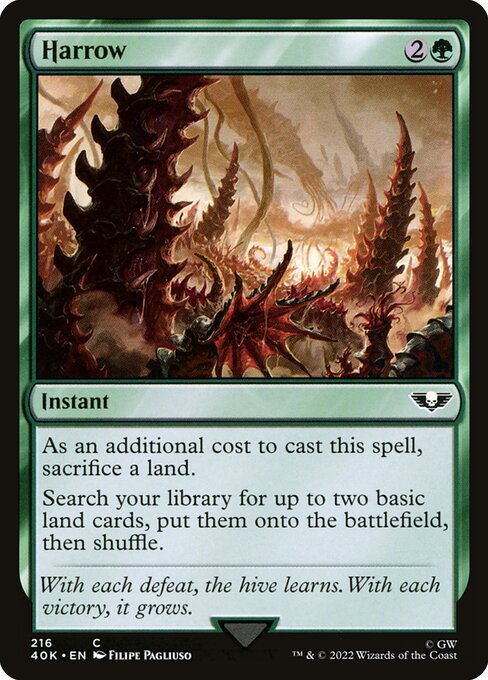 Harrow 2
Instant
As an additional cost to cast this spell,
sacrifice a land.
Search your library for up to two basic
land cards, put them onto the battlefield,
then shuffle.
With each defeat, the hive learns. With each
victory, it grows.
216 C © GW
40K • EN Filipe Pagliuso ™ & © 2022 Wizards of the Coast